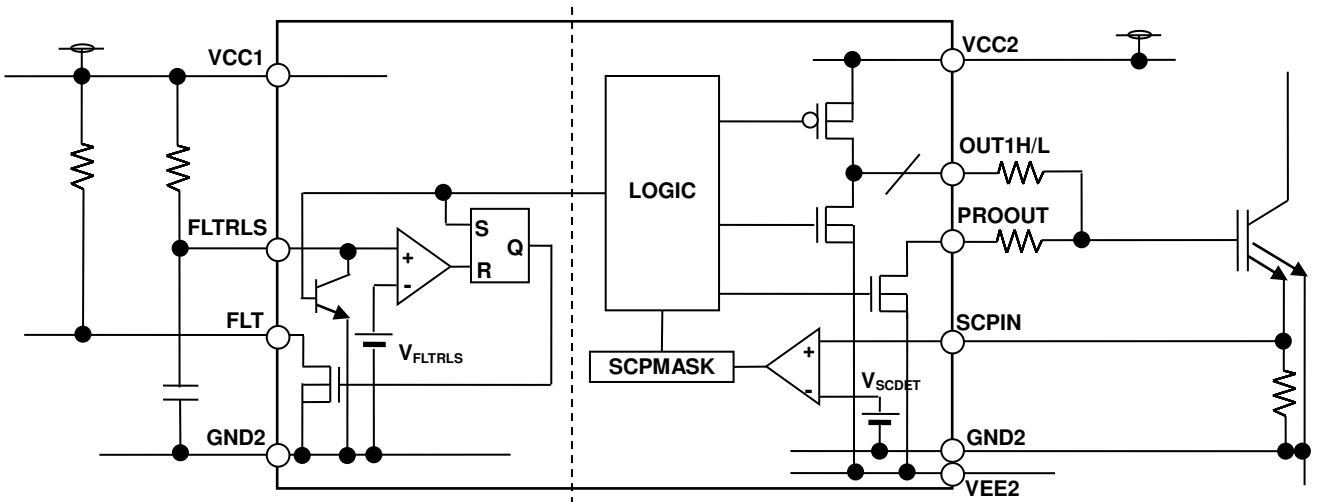 VCC1
VCC2
OUT1H/L
LOGIC
PROOUT
FLTRLS
S
Q
+
R
-
FLT
SCPIN
VFLTRLS
+
SCPMASK
VSCDET
-
GND2
GND2
VEE2